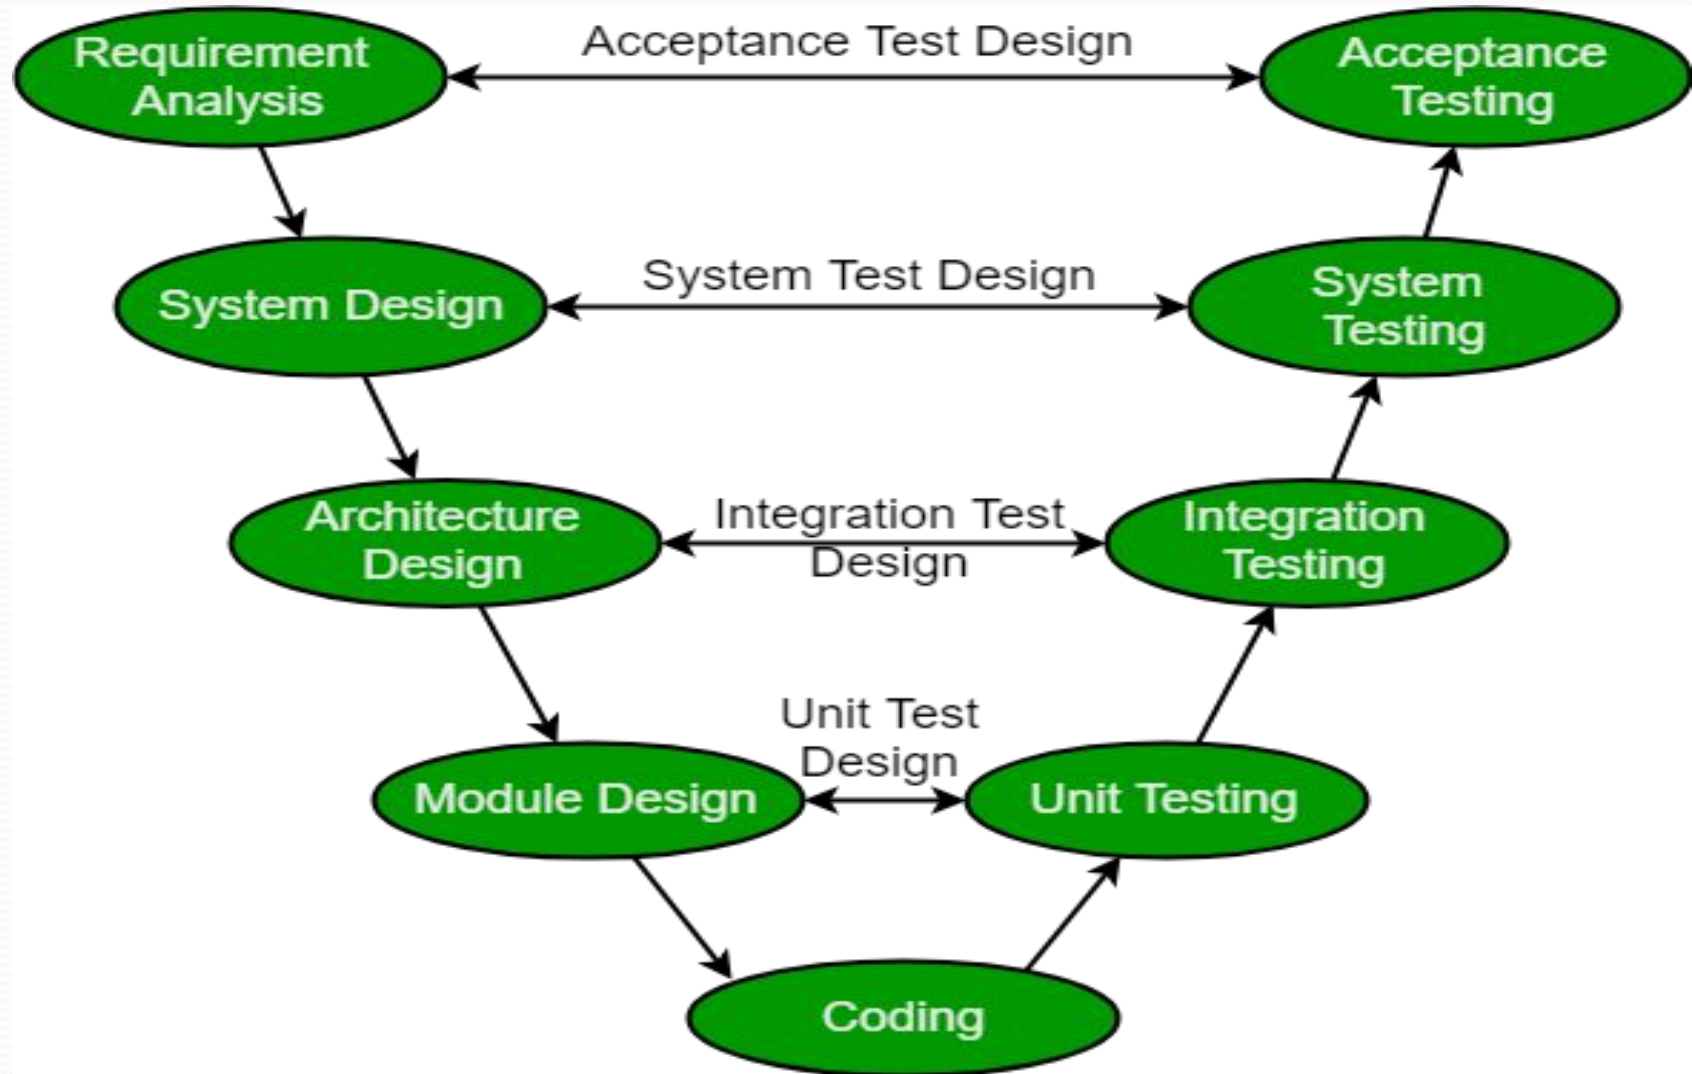 Requirement
Analysis
Acceptance Test Design
Acceptance
Testing
System Design
System Test Design
System
Testing
Architecture
Design
Integration Test
Design
Integration
Testing
Module Design
Unit Test
Design
Unit Testing
Coding